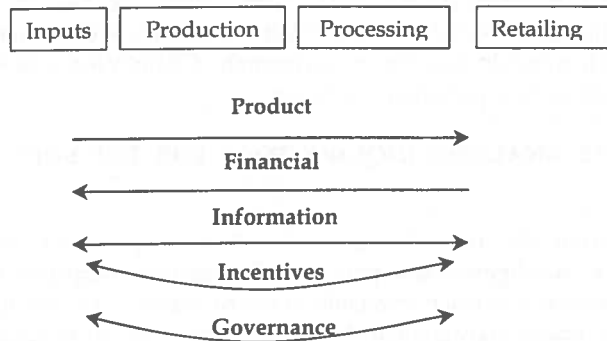 Inputs Production Processing Retailing
Product
Financial
Information
Incentives
Governance